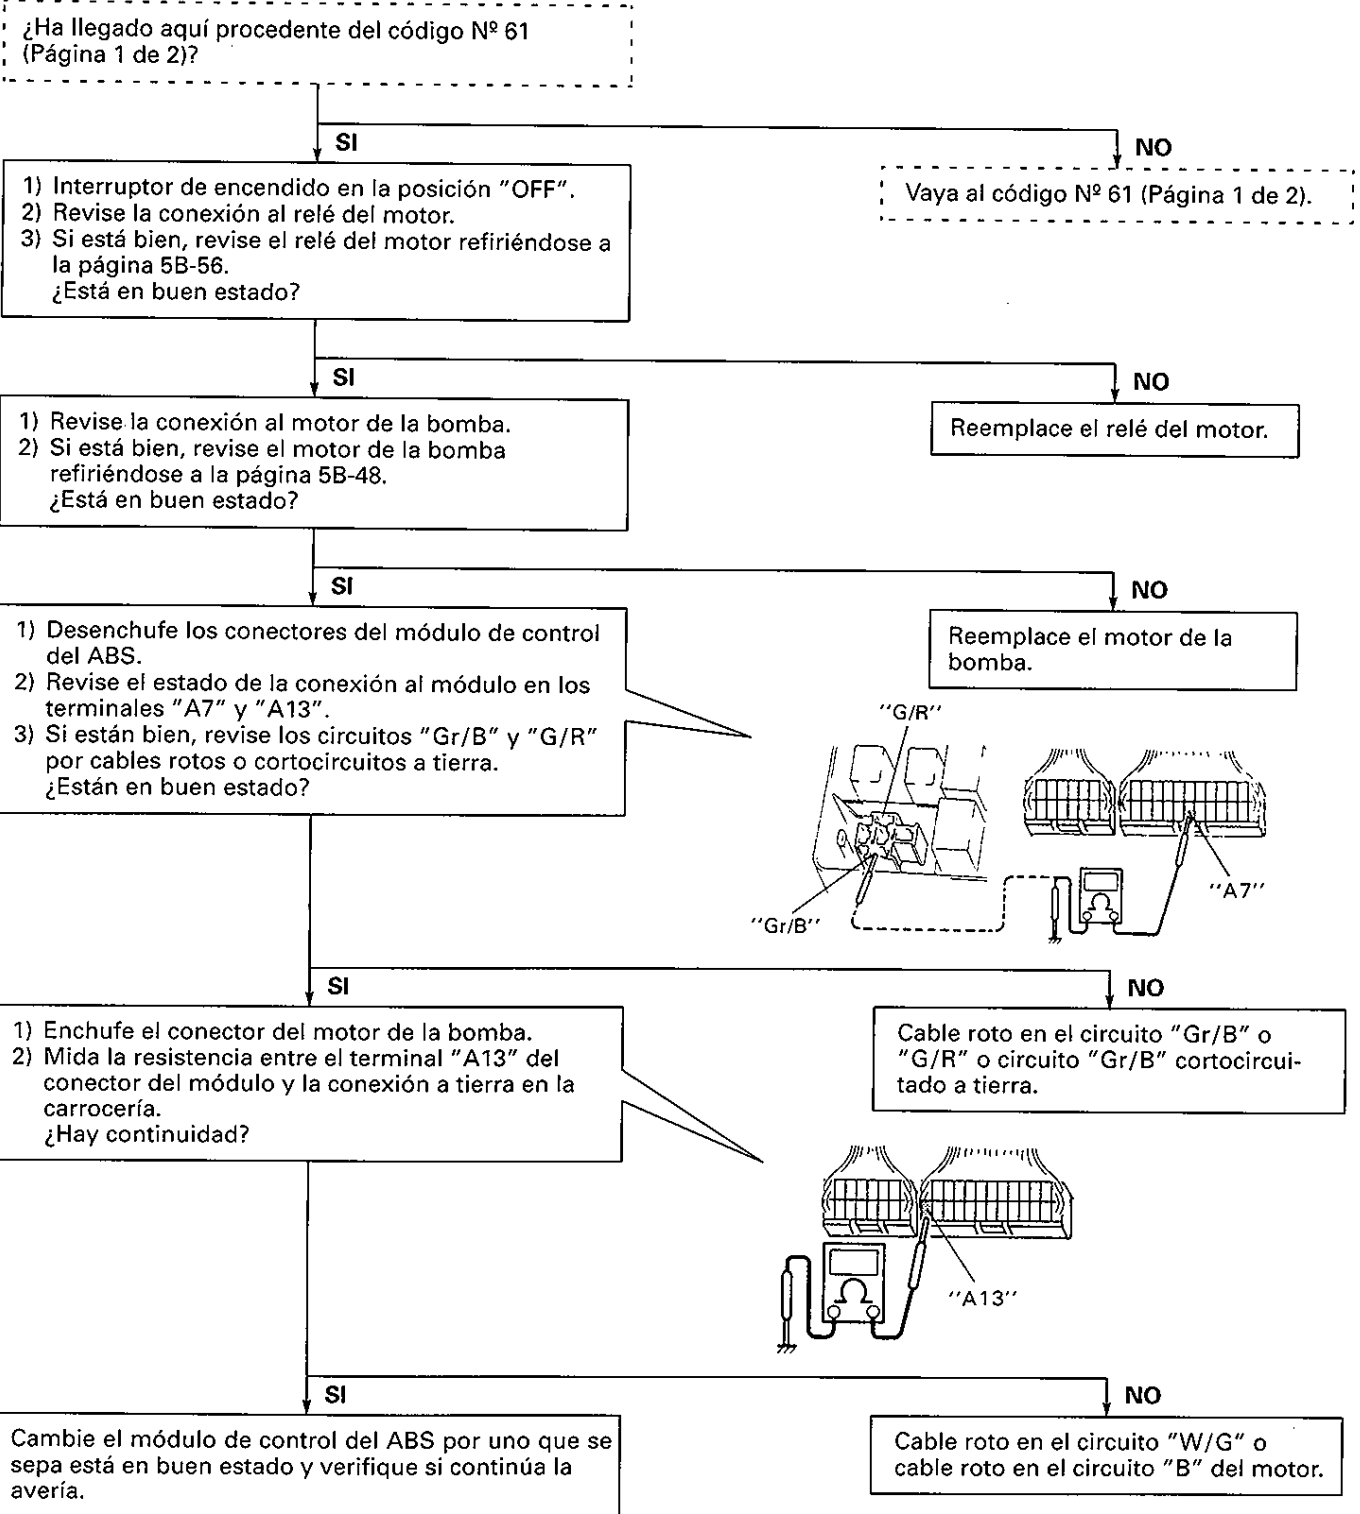 ¿Ha llegado aquí procedente del código Nº 61
(Página 1 de 2)?
SI
NO
1) Interruptor de encendido en la posición "OFF".
2) Revise la conexión al relé del motor.
3) Si está bien, revise el relé del motor refiriéndose a
la página 5B-56.
¿Está en buen estado?
Vaya al código Nº 61 (Página 1 de 2).
SI
NO
1) Revise la conexión al motor de la bomba.
2) Si está bien, revise el motor de la bomba
refiriéndose a la página 5B-48.
¿Está en buen estado?
Reemplace el relé del motor.
SI
NO
1) Desenchufe los conectores del módulo de control
del ABS.
2) Revise el estado de la conexión al módulo en los
terminales "A7" y "A13".
3) Si están bien, revise los circuitos "Gr/B" y "G/R"
por cables rotos o cortocircuitos a tierra.
¿Están en buen estado?
Reemplace el motor de la
bomba.
"G/R"
"A7"
"Gr/B"
SI
NO
1) Enchufe el conector del motor de la bomba.
2) Mida la resistencia entre el terminal "A13" del
conector del módulo y la conexión a tierra en la
carrocería.
¿Hay continuidad?
Cable roto en el circuito "Gr/B" o
"G/R" o circuito "Gr/B" cortocircui-
tado a tierra.
"A13"
SI
NO
Cambie el módulo de control del ABS por uno que se
sepa está en buen estado y verifique si continúa la
avería.
Cable roto en el circuito "W/G" o
cable roto en el circuito "B" del motor.